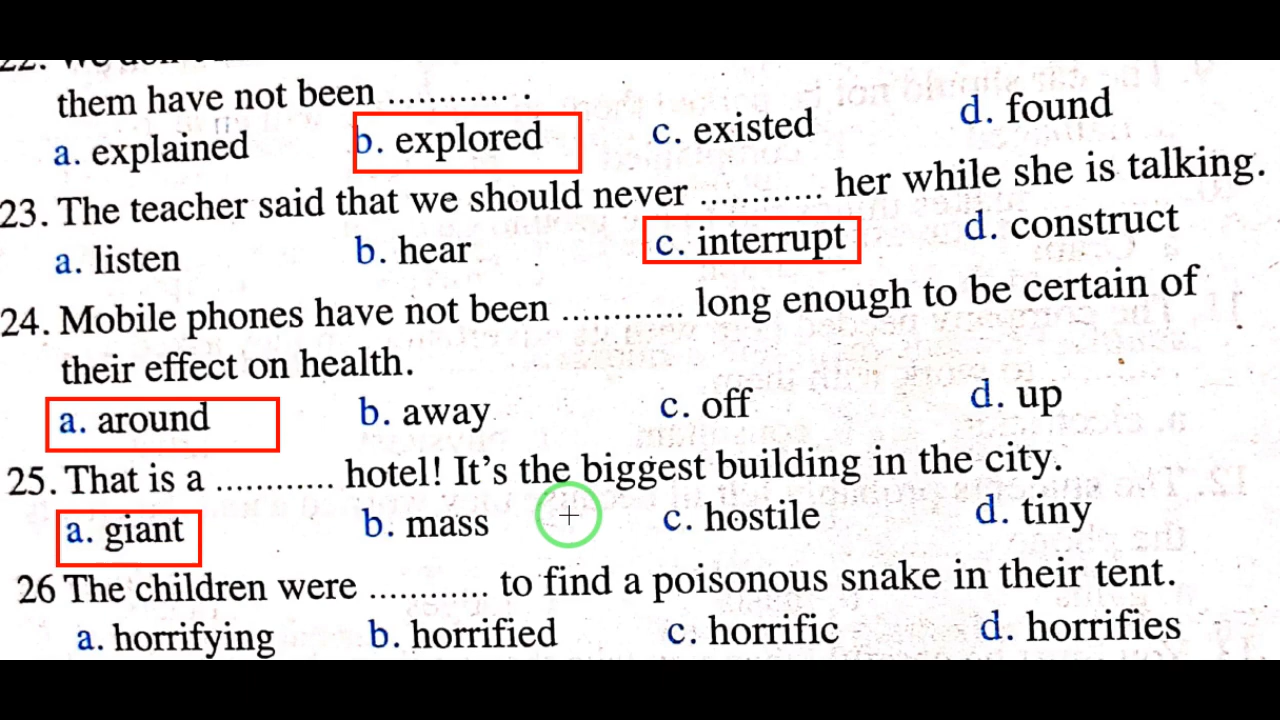 them have not been ............ .
a. explained b. explored c. existed d. found
23. The teacher said that we should never ............ her while she is talking.
a. listen b. hear c. interrupt d. construct
24. Mobile phones have not been ............ long enough to be certain of
their effect on health.
a. around b. away c. off d. up
25. That is a ............ hotel! It's the biggest building in the city.
a. giant b. mass c. hostile d. tiny
26 The children were ............ to find a poisonous snake in their tent.
a. horrifying b. horrified c. horrific d. horrifies